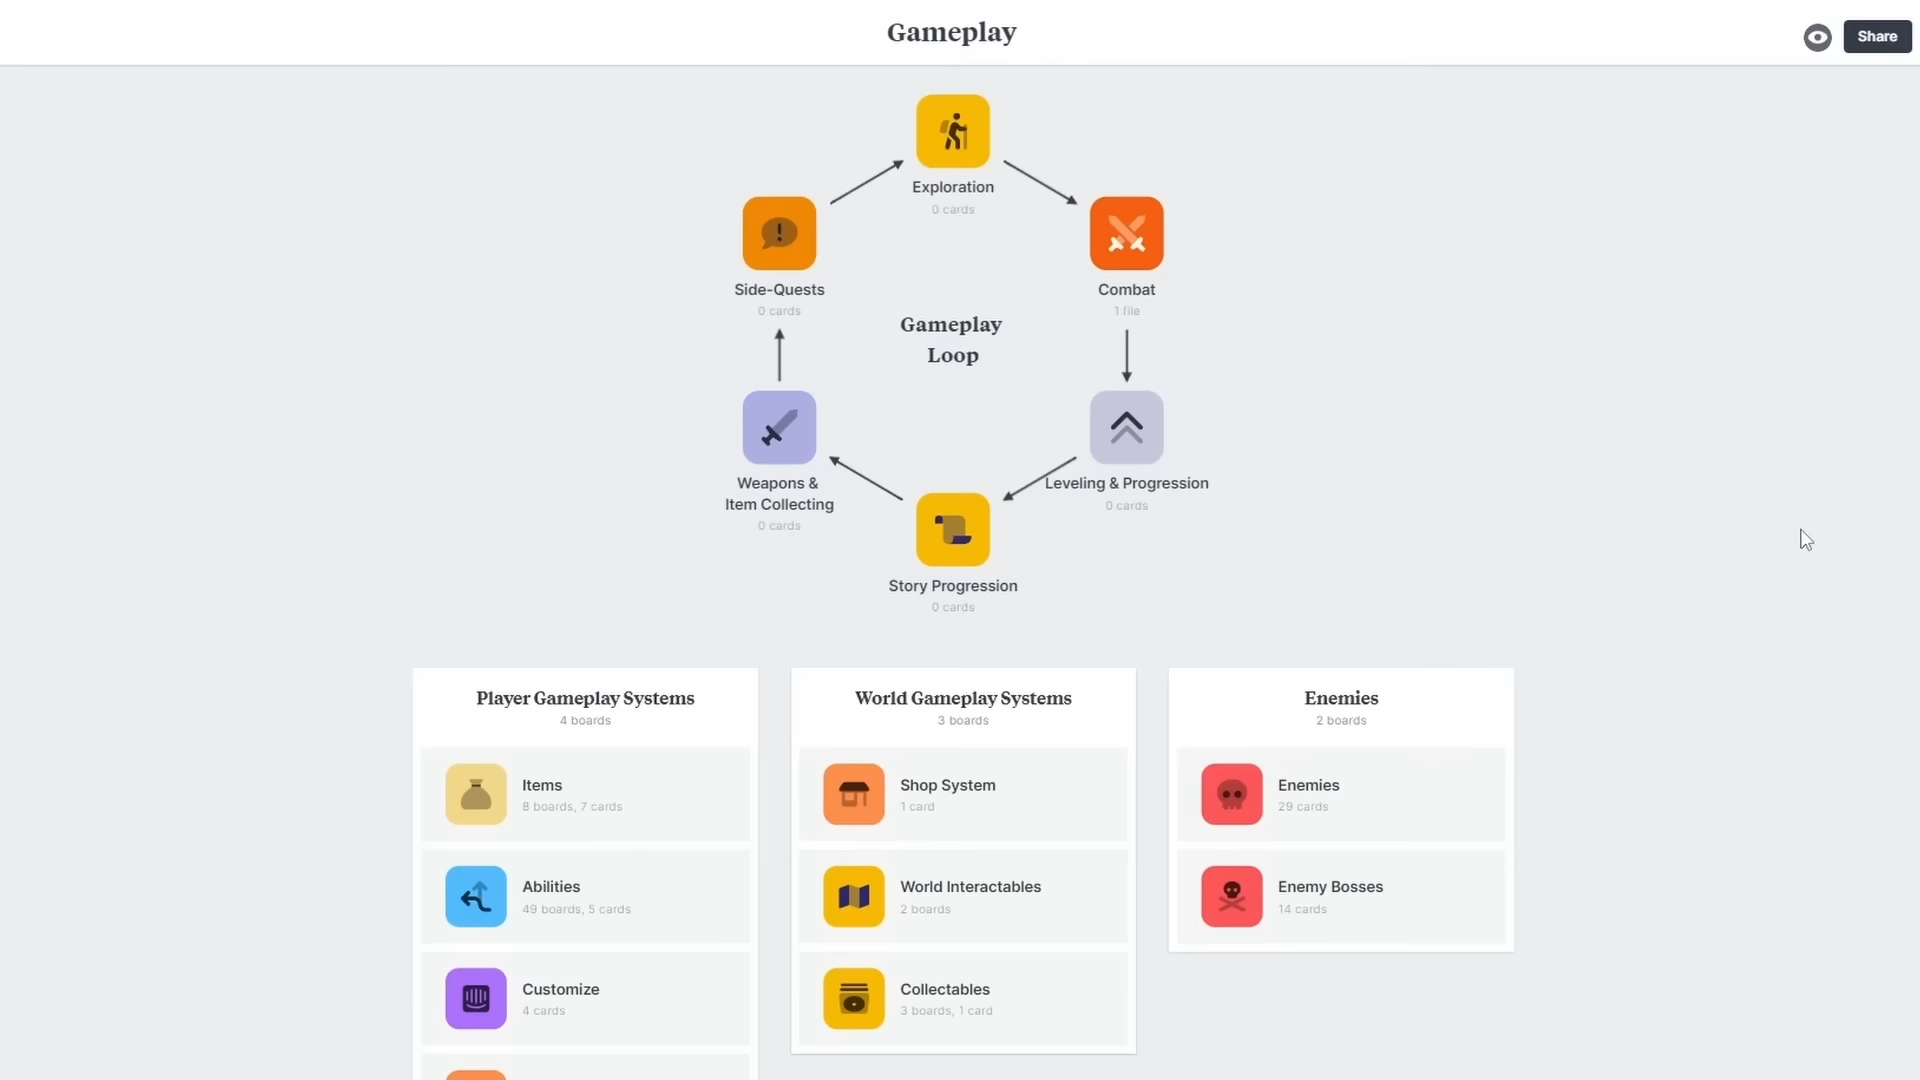 Gameplay
Share
Exploration
0 cards
Side-Quests
0 cards
Combat
1 file
Gameplay
Loop
Weapons &
Item Collecting
0 cards
Leveling & Progression
0 cards
Story Progression
0 cards
Player Gameplay Systems
4 boards
Items
8 boards, 7 cards
Abilities
49 boards, 5 cards
Customize
4 cards
World Gameplay Systems
3 boards
Shop System
1 card
World Interactables
2 boards
Collectables
3 boards, 1 card
Enemies
2 boards
Enemies
29 cards
Enemy Bosses
14 cards